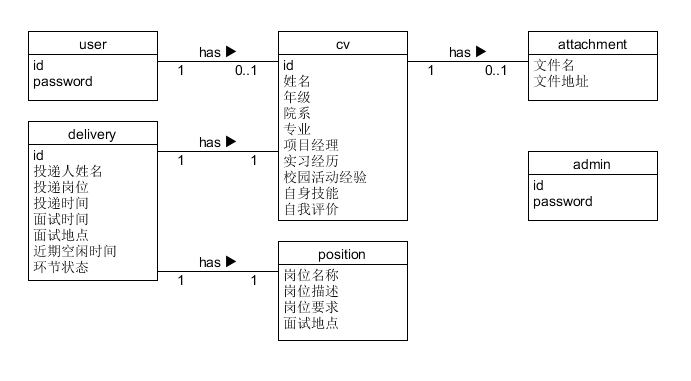 user
id
password
has ▶
1
0..1
cv
id
姓名
年级
院系
专业
项目经理
实习经历
校园活动经验
自身技能
自我评价
has ▶
1
0..1
attachment
文件名
文件地址
delivery
id
投递人姓名
投递岗位
投递时间
面试时间
面试地点
近期空闲时间
环节状态
has ▶
1
1
admin
id
password
has ▶
1
1
position
岗位名称
岗位描述
岗位要求
面试地点